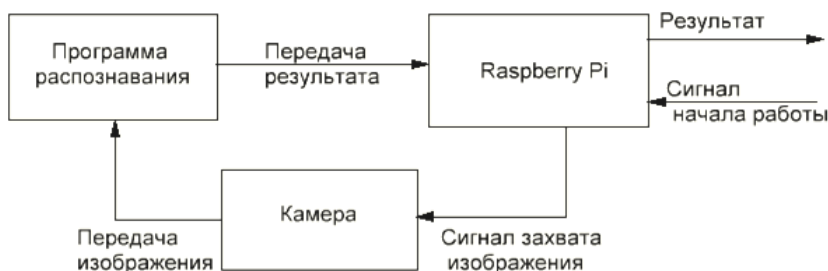 Программа
распознавания
Передача
результата
Raspberry Pi
Результат
Сигнал
начала работы
Камера
Передача
изображения
Сигнал захвата
изображения